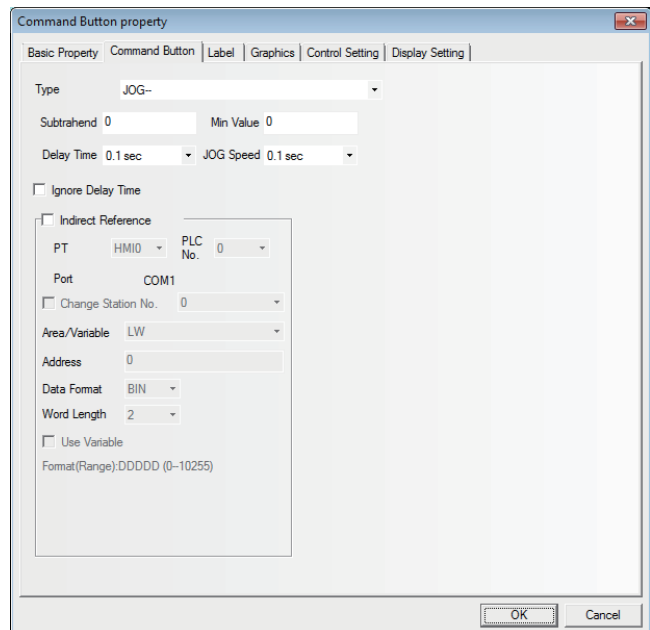 Command Button property
Basic Property Command Button Label Graphics Control Setting Display Setting
Type JOG--
Subtrahend 0 Min Value 0
Delay Time 0.1 sec JOG Speed 0.1 sec
Ignore Delay Time
Indirect Reference
PT HMI0 PLC No. 0
Port COM1
Change Station No. 0
Area/Variable LW
Address 0
Data Format BIN
Word Length 2
Use Variable
Format(Range):DDDDD (0--10255)
OK Cancel